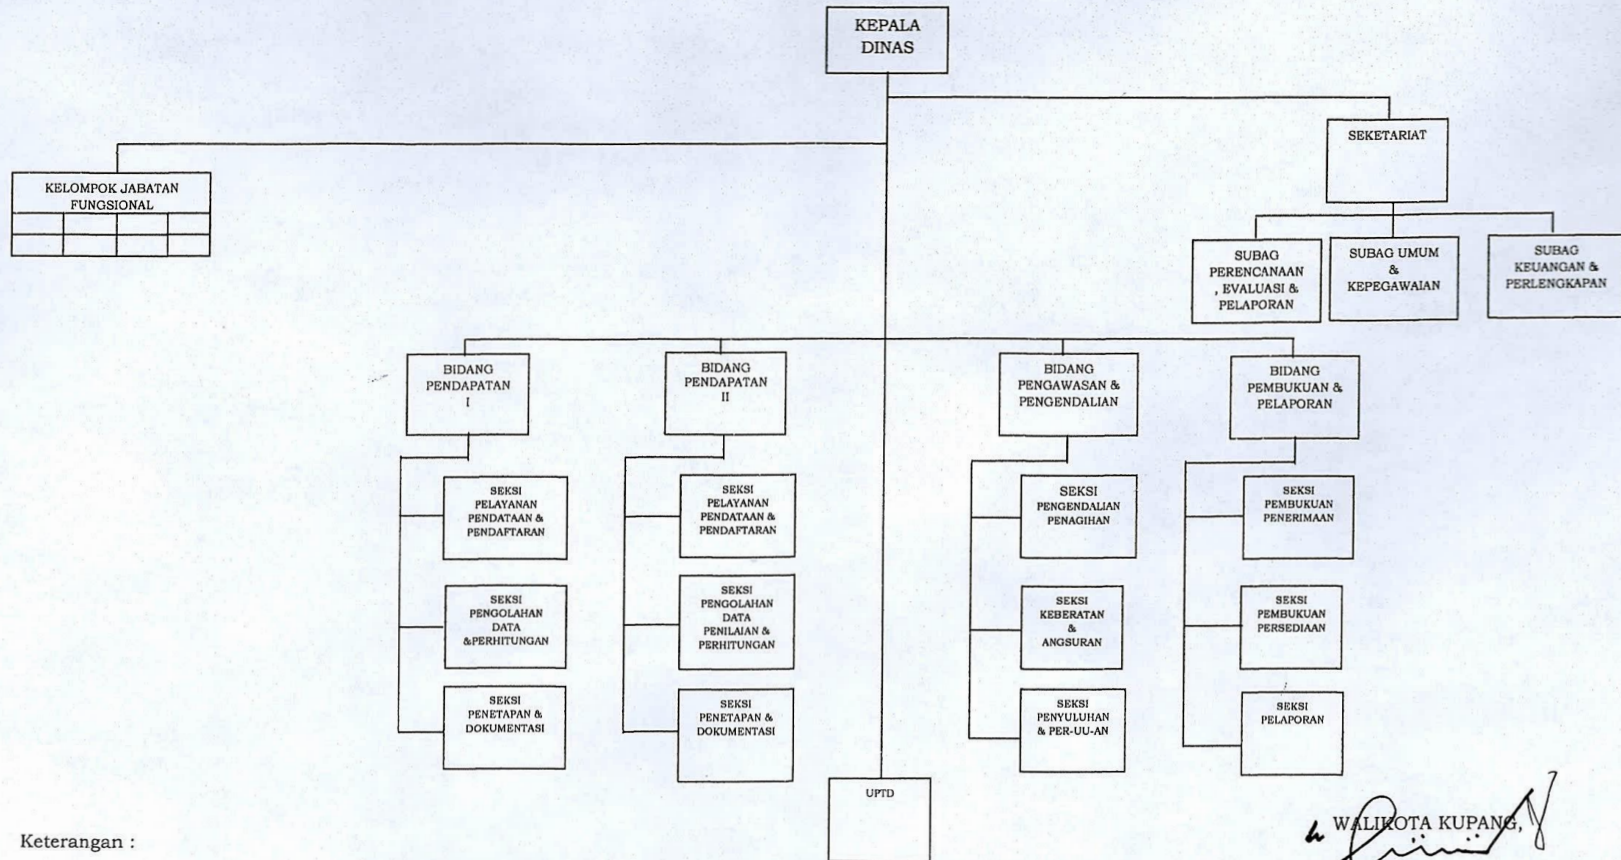 KEPALA
DINAS
SEKETARIAT
KELOMPOK JABATAN
FUNGSIONAL
SUBAG
PERENCANAAN
, EVALUASI &
PELAPORAN
SUBAG UMUM
&
KEPEGAWAIAN
SUBAG
KEUANGAN &
PERLENGKAPAN
BIDANG
PENDAPATAN
I
BIDANG
PENDAPATAN
II
BIDANG
PENGAWASAN &
PENGENDALIAN
BIDANG
PEMBUKUAN &
PELAPORAN
SEKSI
PELAYANAN
PENDATAAN &
PENDAFTARAN
SEKSI
PELAYANAN
PENDATAAN &
PENDAFTARAN
SEKSI
PENGENDALIAN
PENAGIHAN
SEKSI
PEMBUKUAN
PENERIMAAN
SEKSI
PENGOLAHAN
DATA
&PERHITUNGAN
SEKSI
PENGOLAHAN
DATA
PENILAIAN &
PERHITUNGAN
SEKSI
KEBERATAN
&
ANGSURAN
SEKSI
PEMBUKUAN
PERSEDIAAN
SEKSI
PENETAPAN &
DOKUMENTASI
SEKSI
PENETAPAN &
DOKUMENTASI
SEKSI
PENYULUHAN
& PER-UU-AN
SEKSI
PELAPORAN
UPTD
Keterangan :
WALIKOTA KUPANG,